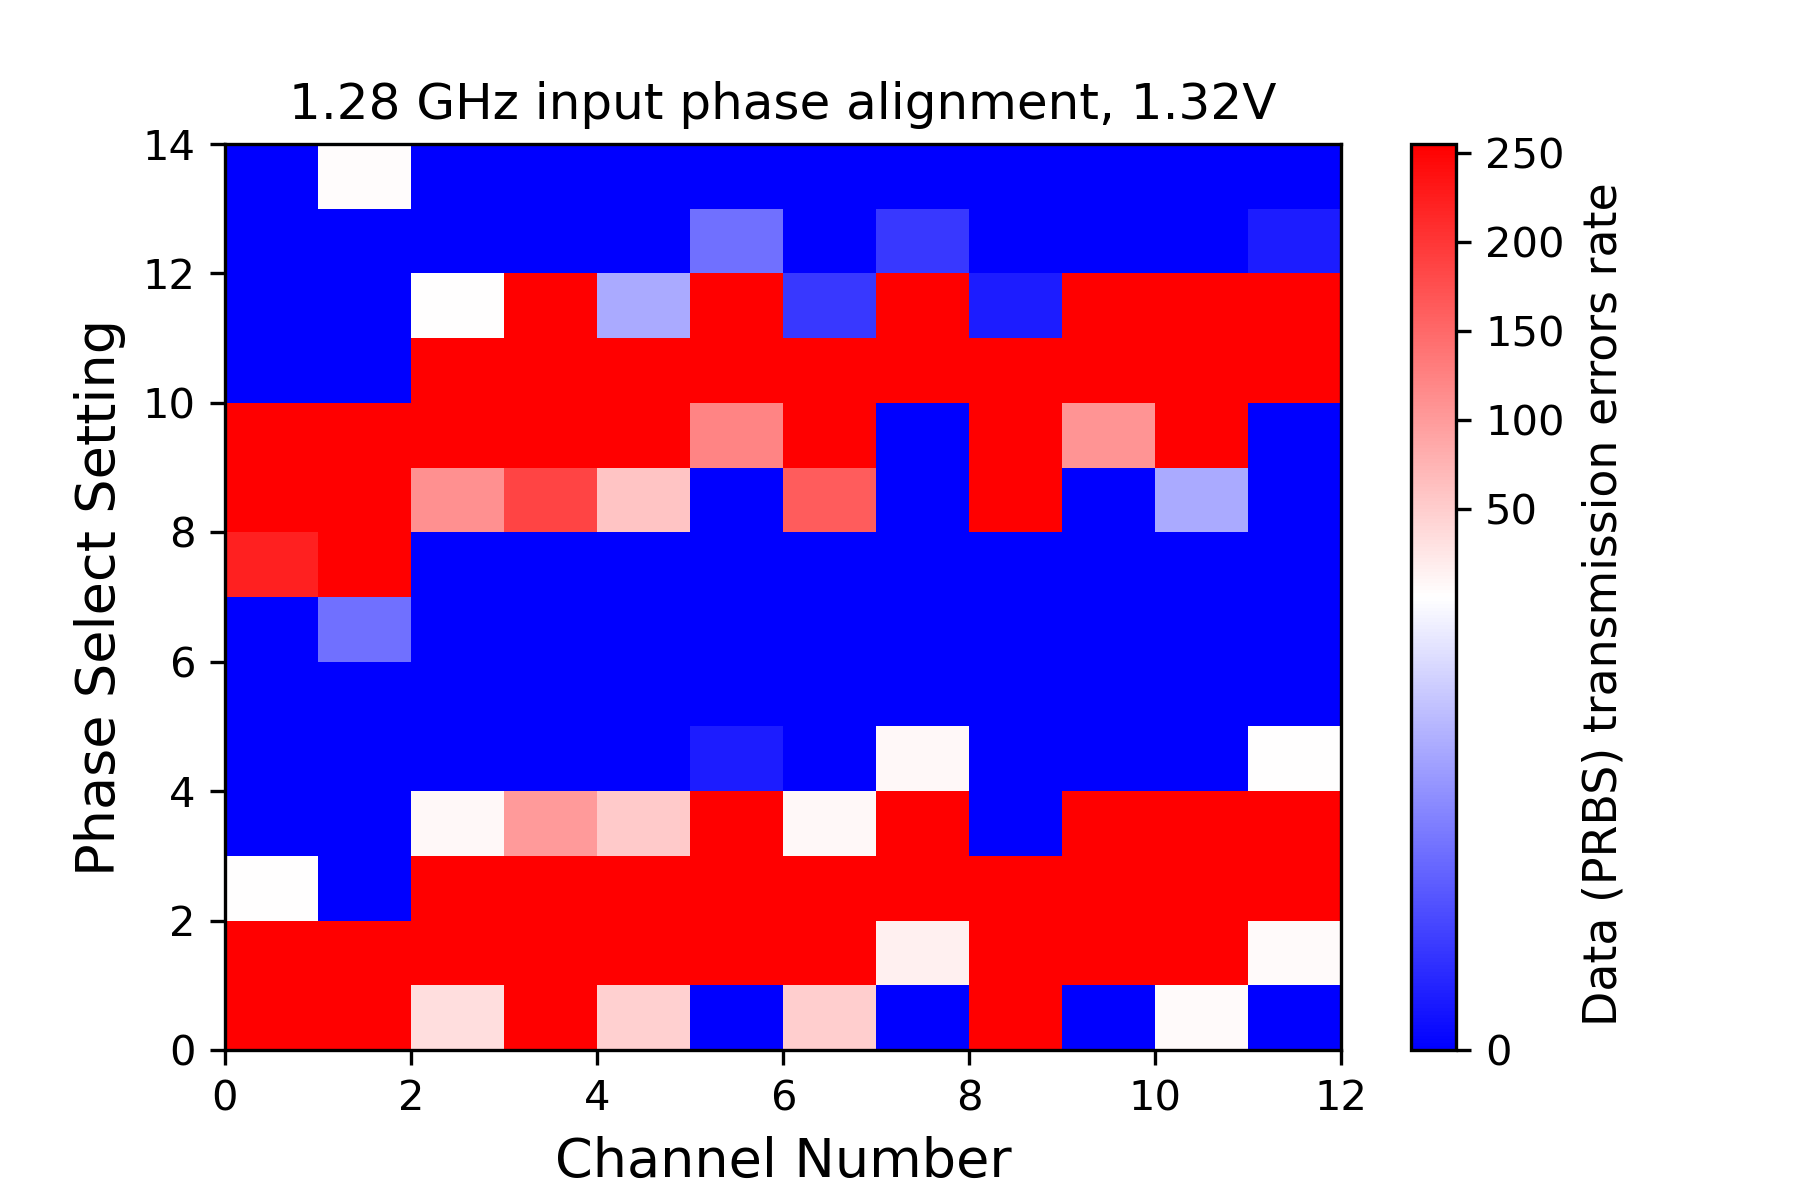 1.28 GHz input phase alignment, 1.32V
14
12
10
8
6
4
2
0
Phase Select Setting
0 2 4 6 8 10 12
Channel Number
250
200
150
100
50
0
Data (PRBS) transmission errors rate